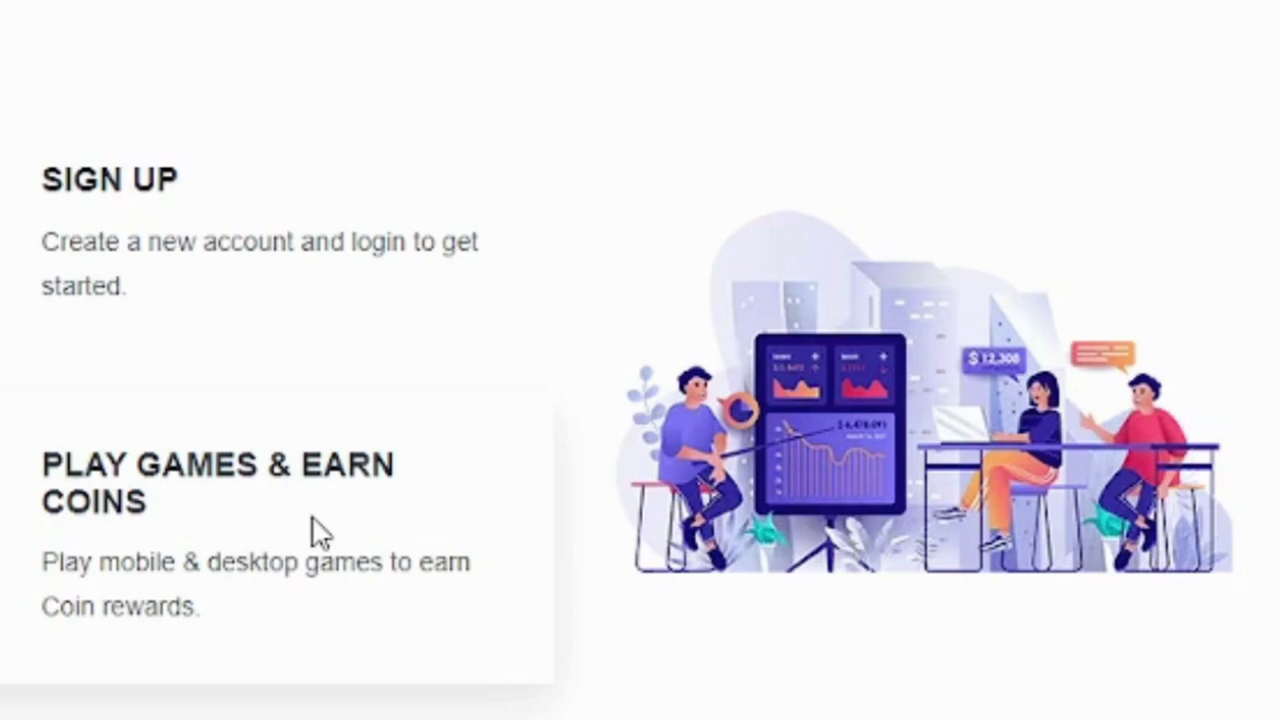 SIGN UP
Create a new account and login to get
started.
PLAY GAMES & EARN
COINS
Play mobile & desktop games to earn
Coin rewards.
$ 12,308